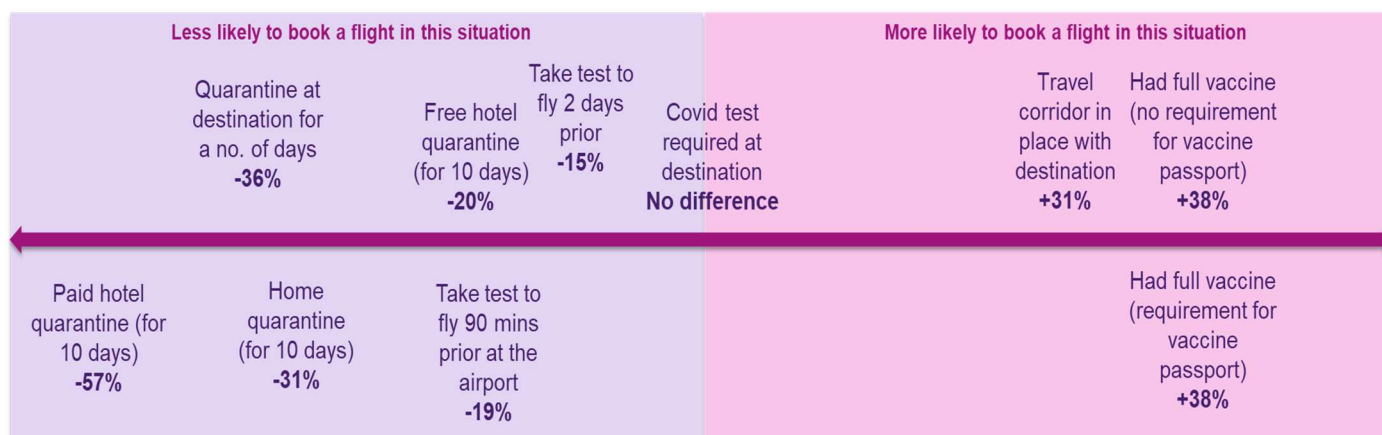 Less likely to book a flight in this situation
More likely to book a flight in this situation
Quarantine at
destination for
a no. of days
-36%
Free hotel
quarantine
(for 10 days)
-20%
Take test to
fly 2 days
prior
-15%
Covid test
required at
destination
No difference
Travel
corridor in
place with
destination
+31%
Had full vaccine
(no requirement
for vaccine
passport)
+38%
Paid hotel
quarantine (for
10 days)
-57%
Home
quarantine
(for 10 days)
-31%
Take test to
fly 90 mins
prior at the
airport
-19%
Had full vaccine
(requirement for
vaccine
passport)
+38%